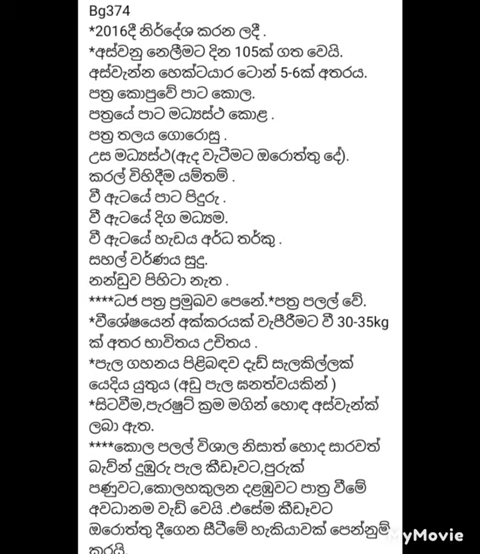 Bg374
*2016දී නිර්දේශ කරන ලදී .
*අස්වනු නෙලීමට දින 105ක් ගත වෙයි.
අස්වැන්න හෙක්ටයාර ටොන් 5-6ක් අතරය.
පත්‍ර කොපුවේ පාට කොල.
පත්‍රයේ පාට මධ්‍යස්ථ කොළ .
පත්‍ර තලය ගොරොසු .
උස මධ්‍යස්ථ(ඇද වැටීමට ඔරොත්තු දේ).
කරල් විහිදීම යම්තම් .
වී ඇටයේ පාට පිදුරු .
වී ඇටයේ දිග මධ්‍යම.
වී ඇටයේ හැඩය අර්ධ තර්කු .
සහල් වර්ණය සුදු.
නන්ඩුව පිහිටා නැත .
****ධජ පත්‍ර ප්‍රමුඛව පෙනේ.*පත්‍ර පලල් වේ.
*විශේෂයෙන් අක්කරයක් වැපිරීමට වී 30-35kg
ක් අතර භාවිතය උචිතය .
*පැල ගහනය පිළිබඳව දැඩි සැලකිල්ලක්
යෙදිය යුතුය (අඩු පැල ඝනත්වයකින් )
*සිටවීම,පැරෂුට් ක්‍රම මගින් හොඳ අස්වැන්ක්
ලබා ඇත.
****කොල පලල් විශාල නිසාත් හොද සාරවත්
බැවින් දුඹුරු පැල කීඩෑවට,පුරුක්
පණුවට,කොලහකුලන දළඹුවට පාත්‍ර වීමේ
අවධානම වැඩි වෙයි .එසේම කීඩෑවට
ඔරොත්තු දීගෙන සිටීමේ හැකියාවක් පෙන්නුම්
කරයි.
MyMovie